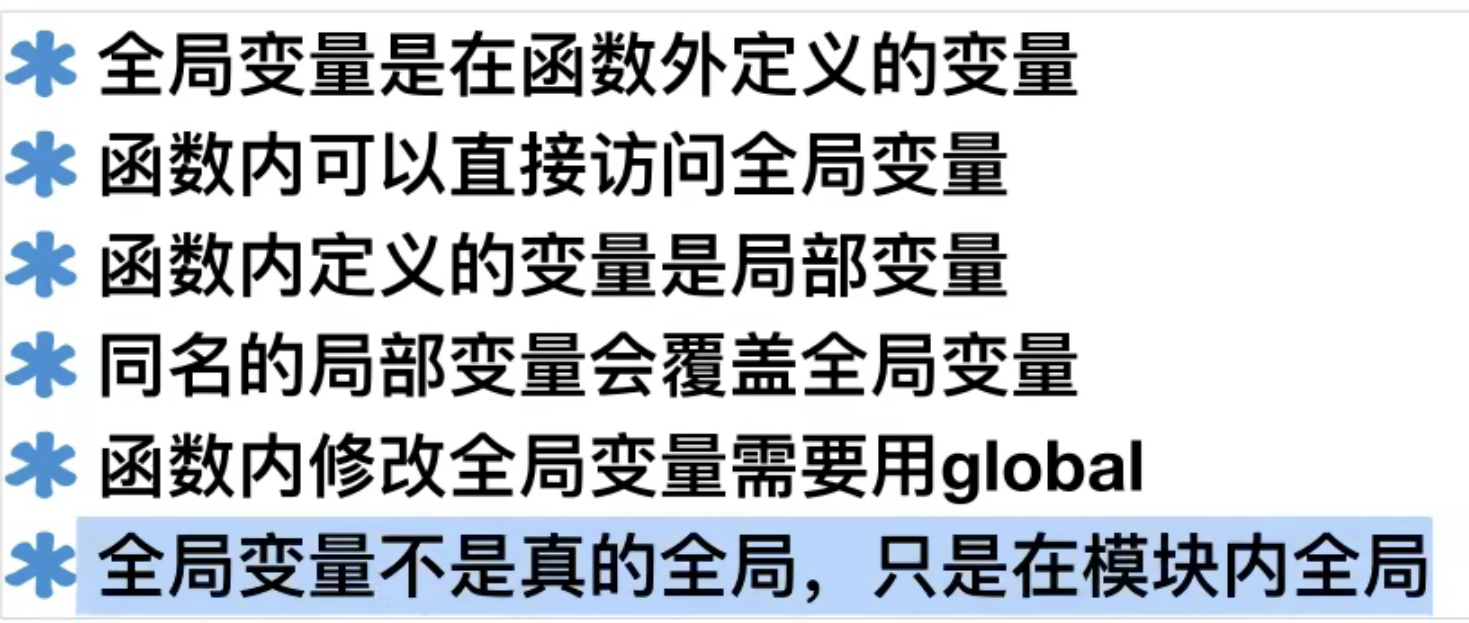 * 全局变量是在函数外定义的变量
* 函数内可以直接访问全局变量
* 函数内定义的变量是局部变量
* 同名的局部变量会覆盖全局变量
* 函数内修改全局变量需要用global
* 全局变量不是真的全局，只是在模块内全局